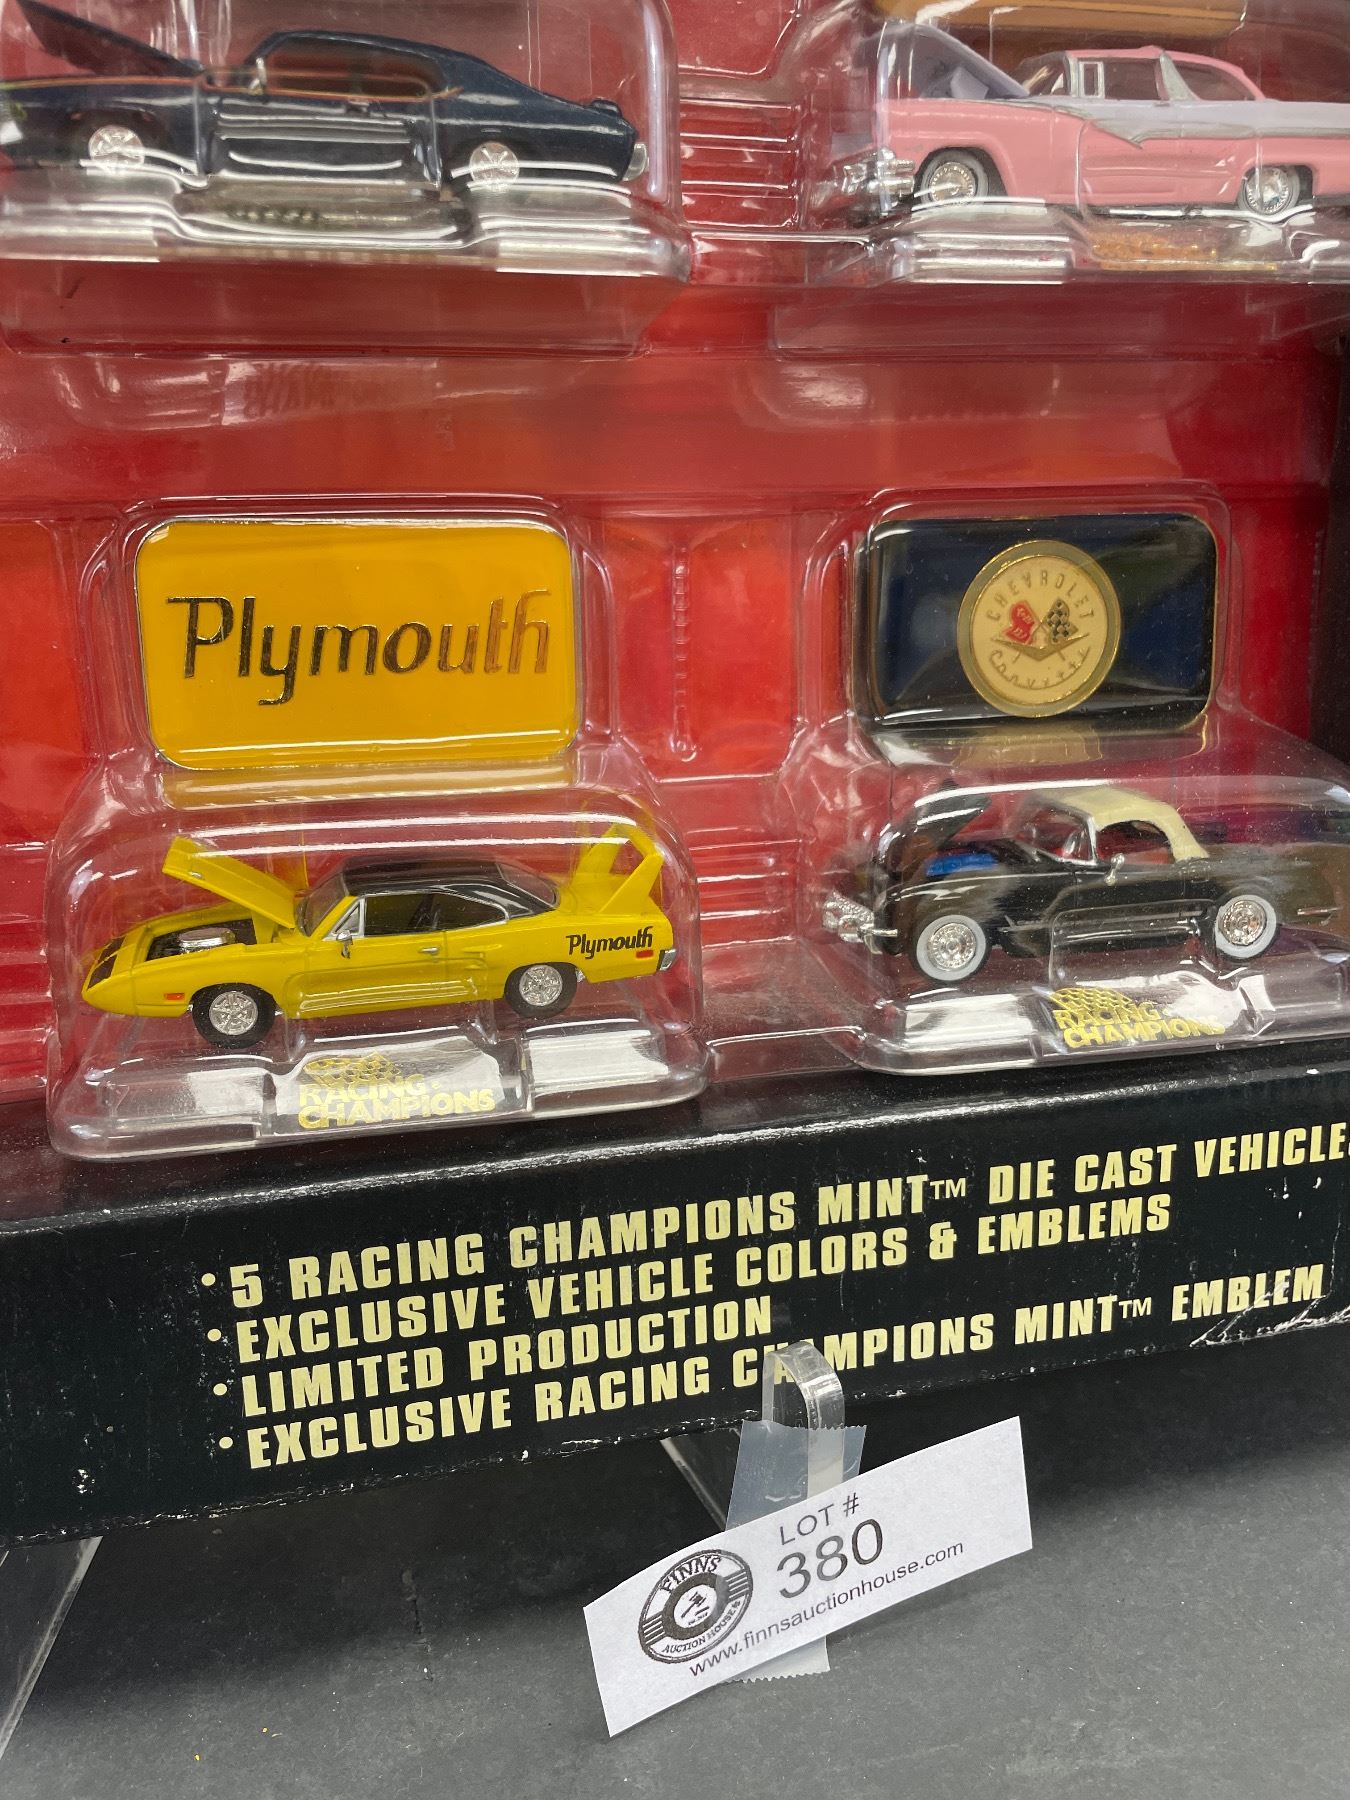 Plymouth
CHEVROLET
Corvette
Plymouth
RACING
CHAMPIONS
RACING
CHAMPIONS
• 5 RACING CHAMPIONS MINT™ DIE CAST VEHICLES
• EXCLUSIVE VEHICLE COLORS & EMBLEMS
• LIMITED PRODUCTION
• EXCLUSIVE RACING CHAMPIONS MINT™ EMBLEM
LOT #
380
FINNS
AUCTION HOUSE
www.finnsauctionhouse.com